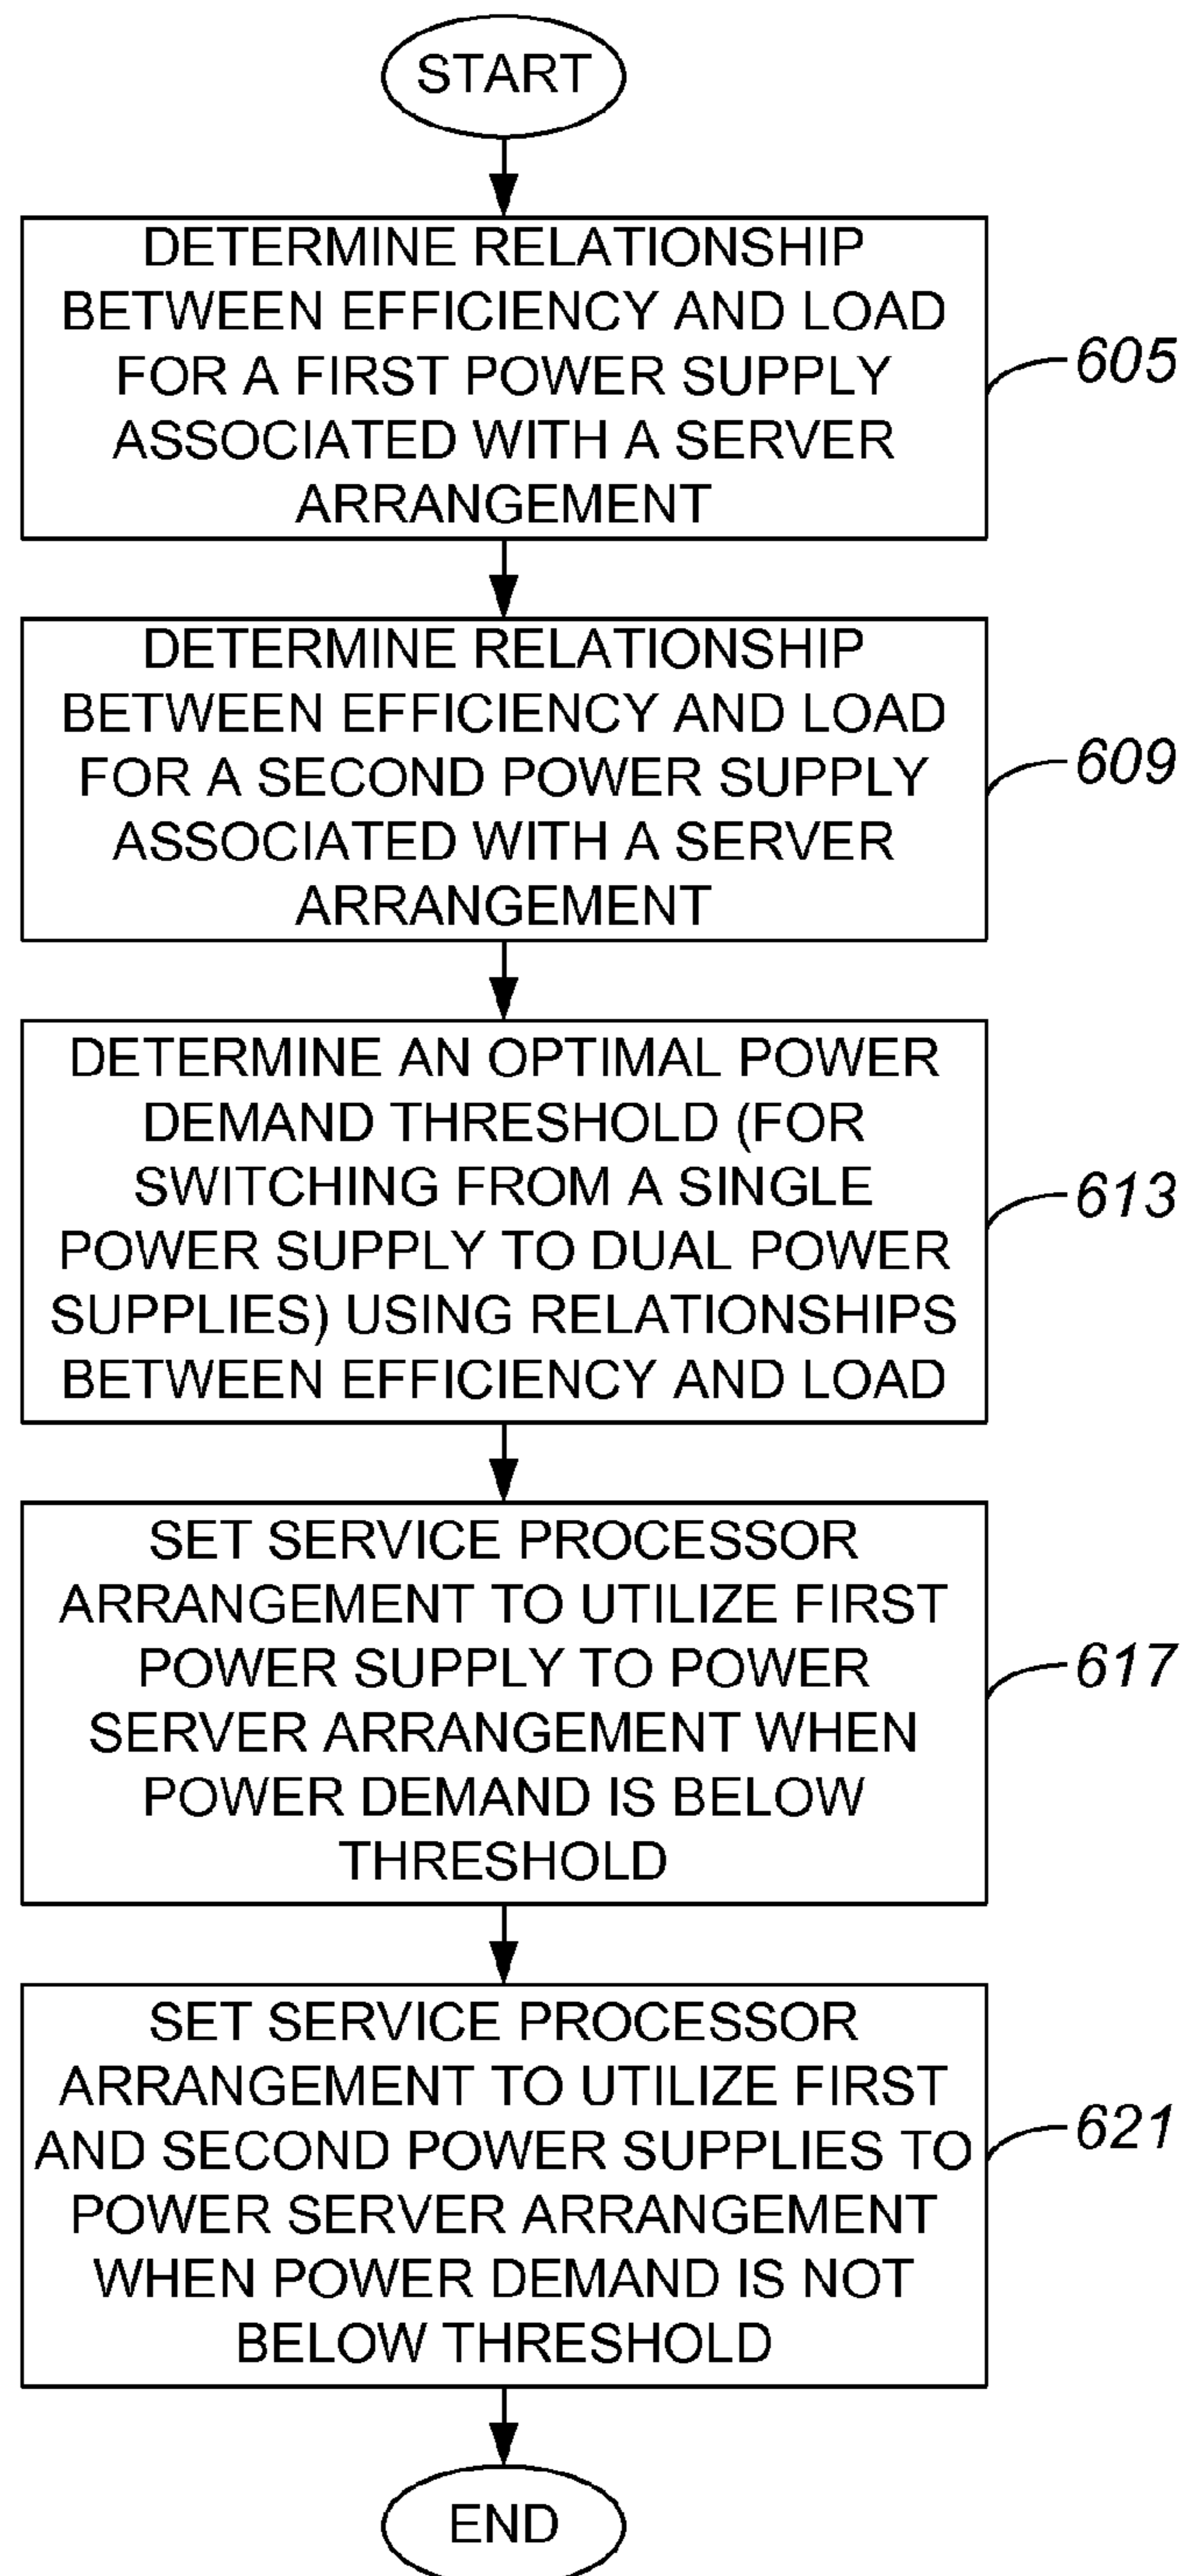 START
DETERMINE RELATIONSHIP
BETWEEN EFFICIENCY AND LOAD
FOR A FIRST POWER SUPPLY
ASSOCIATED WITH A SERVER
ARRANGEMENT
605
DETERMINE RELATIONSHIP
BETWEEN EFFICIENCY AND LOAD
FOR A SECOND POWER SUPPLY
ASSOCIATED WITH A SERVER
ARRANGEMENT
609
DETERMINE AN OPTIMAL POWER
DEMAND THRESHOLD (FOR
SWITCHING FROM A SINGLE
POWER SUPPLY TO DUAL POWER
SUPPLIES) USING RELATIONSHIPS
BETWEEN EFFICIENCY AND LOAD
613
SET SERVICE PROCESSOR
ARRANGEMENT TO UTILIZE FIRST
POWER SUPPLY TO POWER
SERVER ARRANGEMENT WHEN
POWER DEMAND IS BELOW
THRESHOLD
617
SET SERVICE PROCESSOR
ARRANGEMENT TO UTILIZE FIRST
AND SECOND POWER SUPPLIES TO
POWER SERVER ARRANGEMENT
WHEN POWER DEMAND IS NOT
BELOW THRESHOLD
621
END